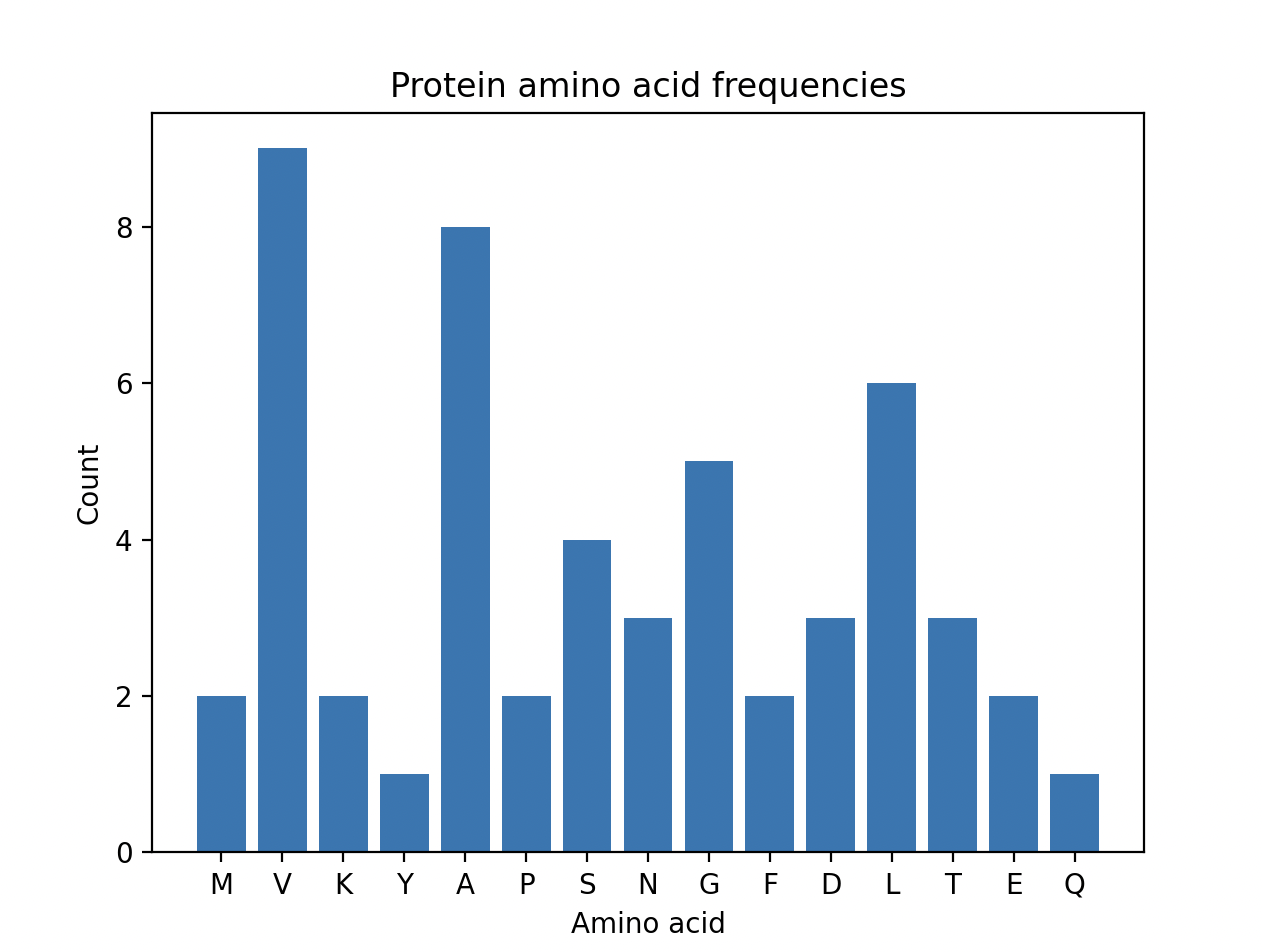 Protein amino acid frequencies
8
6
4
2
0
Count
M V K Y A P S N G F D L T E Q
Amino acid